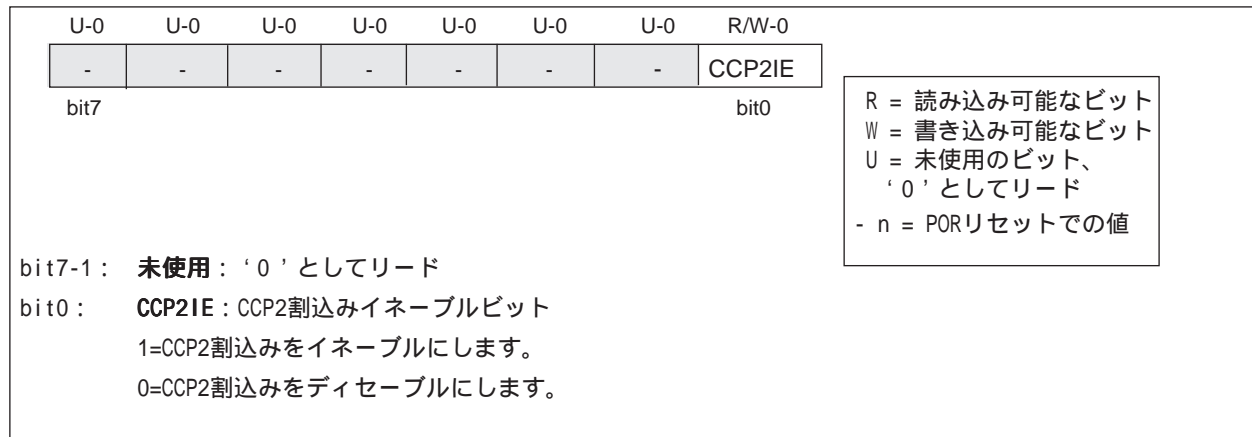 U-0 U-0 U-0 U-0 U-0 U-0 U-0 R/W-0
- - - - - - - CCP2IE
bit7 bit0
R = 読み込み可能なビット
W = 書き込み可能なビット
U = 未使用のビット、
‘0’としてリード
- n = PORリセットでの値
bit7-1: 未使用:‘0’としてリード
bit0: CCP2IE:CCP2割込みイネーブルビット
1=CCP2割込みをイネーブルにします。
0=CCP2割込みをディセーブルにします。